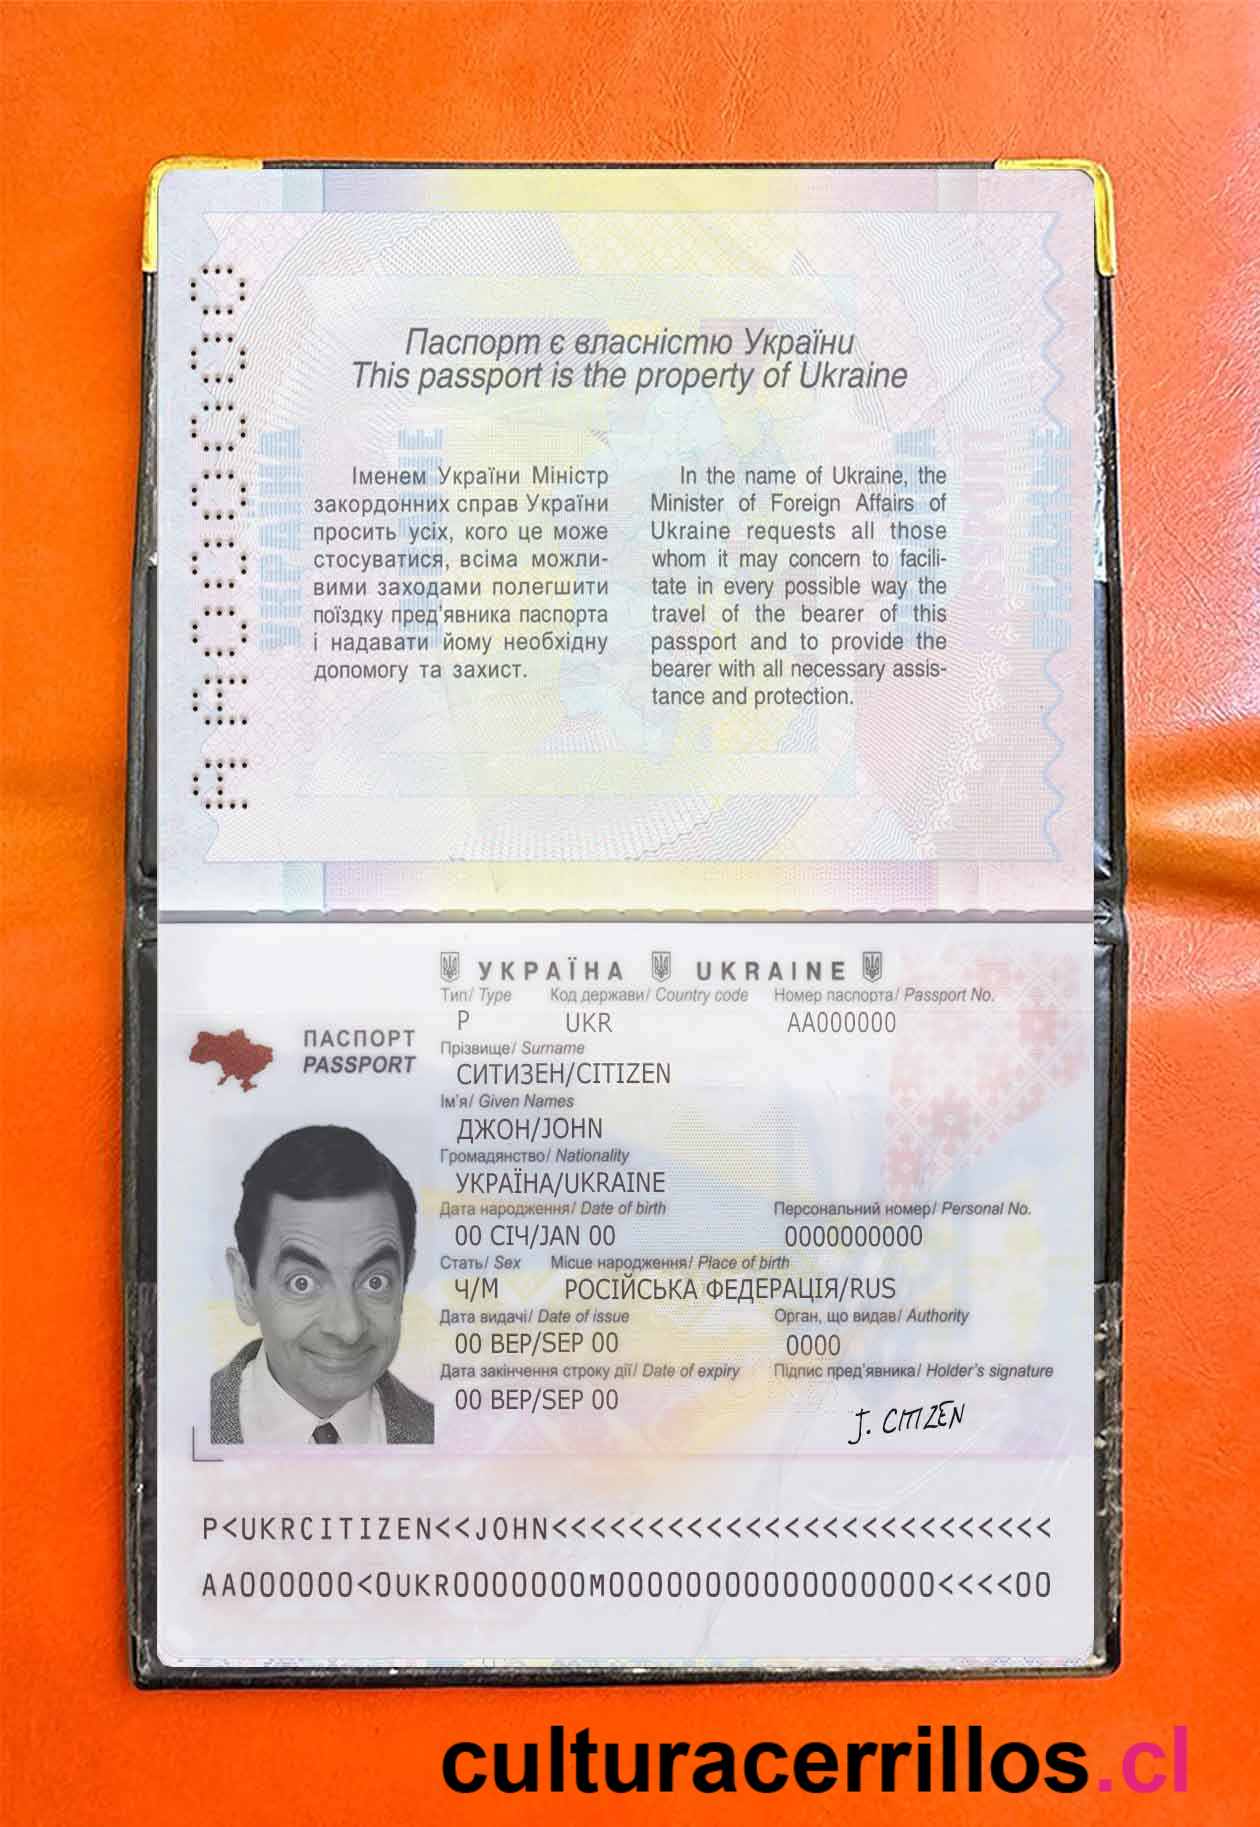 AA000000
Паспорт є власністю України
This passport is the property of Ukraine
Іменем України Міністр
закордонних справ України
просить усіх, кого це може
стосуватися, всіма можли-
вими заходами полегшити
поїздку пред'явника паспорта
і надавати йому необхідну
допомогу та захист.
In the name of Ukraine, the
Minister of Foreign Affairs of
Ukraine requests all those
whom it may concern to facili-
tate in every possible way the
travel of the bearer of this
passport and to provide the
bearer with all necessary assis-
tance and protection.
УКРАЇНА UKRAINE
Тип/ Type Код держави/ Country code Номер паспорта/ Passport No.
P UKR AA000000
ПАСПОРТ
PASSPORT
Прізвище/ Surname
СИТИЗЕН/CITIZEN
Ім'я/ Given Names
ДЖОН/JOHN
Громадянство/ Nationality
УКРАЇНА/UKRAINE
Дата народження/ Date of birth Персональний номер/ Personal No.
00 СІЧ/JAN 00 0000000000
Стать/ Sex Місце народження/ Place of birth
Ч/М РОСІЙСЬКА ФЕДЕРАЦІЯ/RUS
Дата видачі/ Date of issue Орган, що видав/ Authority
00 ВЕР/SEP 00 0000
Дата закінчення строку дії/ Date of expiry Підпис пред'явника/ Holder's signature
00 ВЕР/SEP 00
J. CITIZEN
P<UKRCITIZEN<<JOHN<<<<<<<<<<<<<<<<<<<<<<<<<<
AA000000<0UKR0000000M00000000000000000<<<<00
culturacerrillos.cl